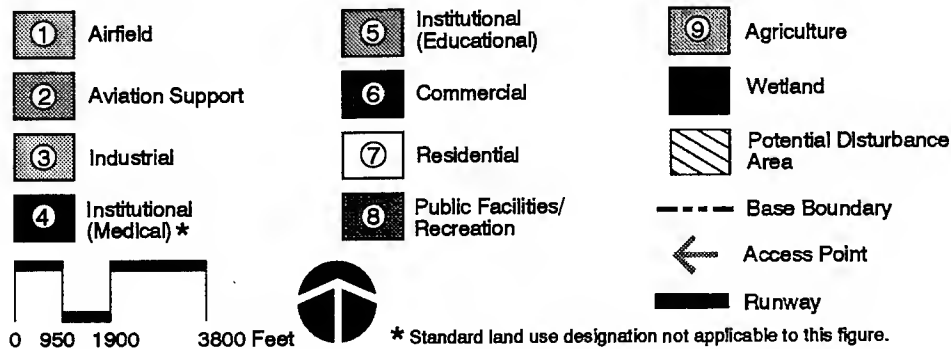 ① Airfield
② Aviation Support
③ Industrial
④ Institutional
(Medical) *
⑤ Institutional
(Educational)
⑥ Commercial
⑦ Residential
⑧ Public Facilities/
Recreation
⑨ Agriculture
Wetland
Potential Disturbance
Area
Base Boundary
Access Point
Runway
0 950 1900 3800 Feet
* Standard land use designation not applicable to this figure.